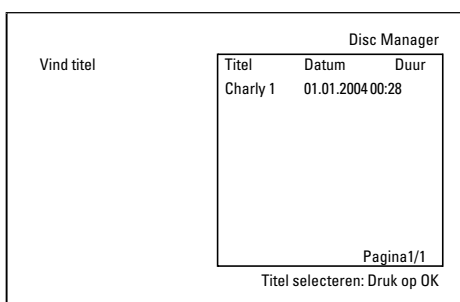 Disc Manager
Vind titel
Titel Datum Duur
Charly 1 01.01.2004 00:28
Pagina1/1
Titel selecteren: Druk op OK